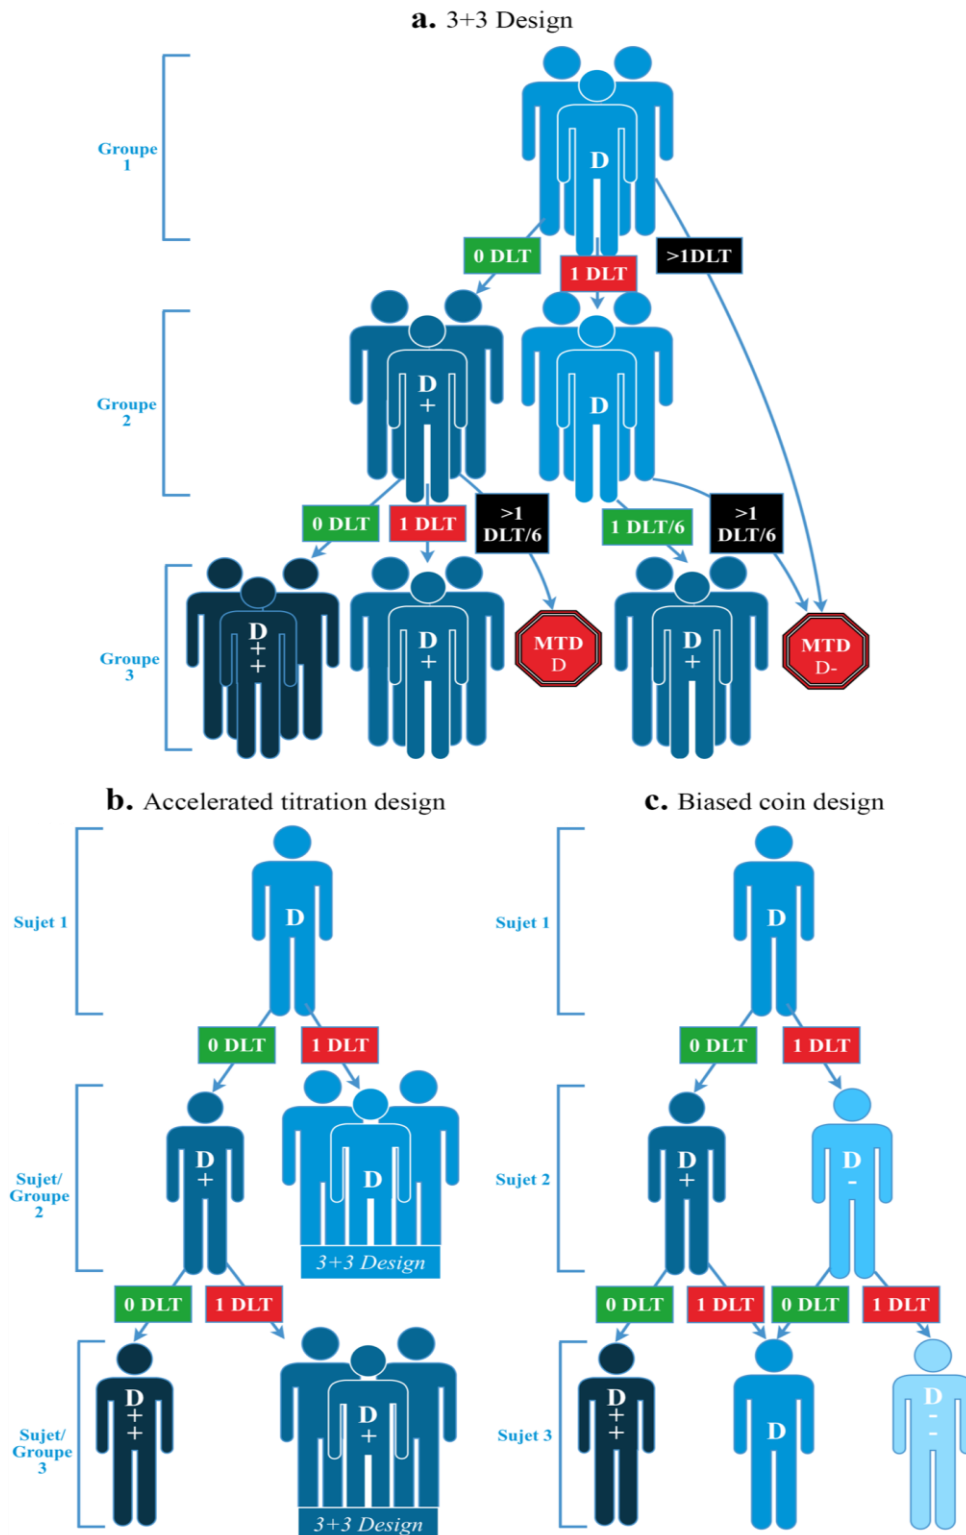 a. 3+3 Design
Groupe
1
D
0 DLT
1 DLT
>1DLT
Groupe
2
D
+
D
0 DLT
1 DLT
>1
DLT/6
1 DLT/6
>1
DLT/6
Groupe
3
D
+
+
D
+
MTD
D
D
+
MTD
D-
b. Accelerated titration design
Sujet 1
D
0 DLT
1 DLT
Sujet/
Groupe
2
D
+
D
3+3 Design
0 DLT
1 DLT
Sujet/
Groupe
3
D
+
+
D
+
3+3 Design
c. Biased coin design
Sujet 1
D
0 DLT
1 DLT
Sujet 2
D
+
D
-
0 DLT
1 DLT
0 DLT
1 DLT
Sujet 3
D
+
+
D
D
-
-